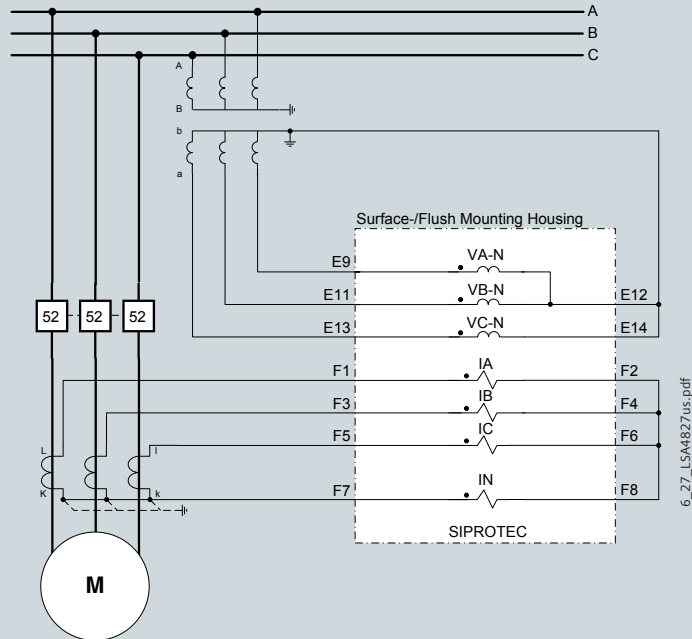 A
B
C
A
B
b
a
Surface-/Flush Mounting Housing
E9
VA-N
E11
VB-N
E12
E13
VC-N
E14
52
52
52
F1
IA
F2
F3
IB
F4
F5
IC
F6
L
l
K
k
F7
IN
F8
SIPROTEC
M
6_27_LSA4827us.pdf